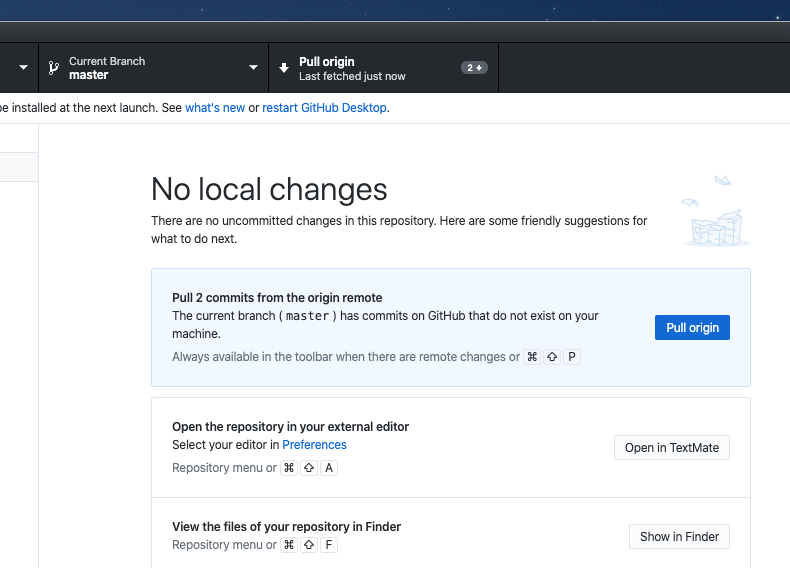 Current Branch
master
Pull origin
Last fetched just now
2
be installed at the next launch. See what's new or restart GitHub Desktop.
No local changes
There are no uncommitted changes in this repository. Here are some friendly suggestions for
what to do next.
Pull 2 commits from the origin remote
The current branch ( master ) has commits on GitHub that do not exist on your
machine.
Pull origin
Always available in the toolbar when there are remote changes or ⌘ ⇧ P
Open the repository in your external editor
Select your editor in Preferences
Open in TextMate
Repository menu or ⌘ ⇧ A
View the files of your repository in Finder
Show in Finder
Repository menu or ⌘ ⇧ F